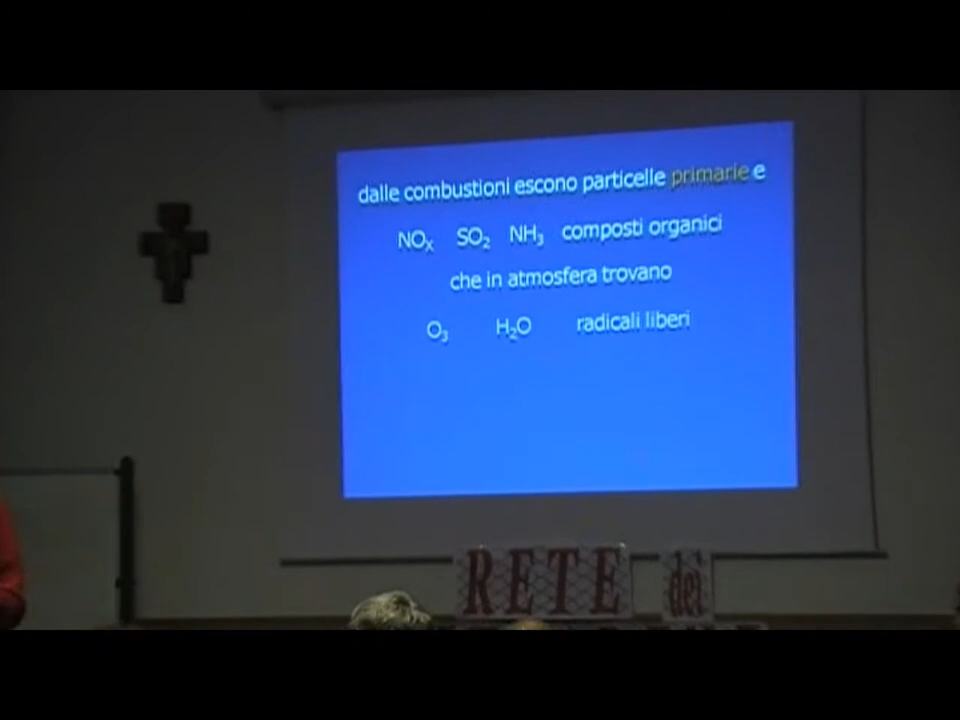 dalle combustioni escono particelle primarie e
NOX SO2 NH3 composti organici
che in atmosfera trovano
O3 H2O radicali liberi
RETE dei